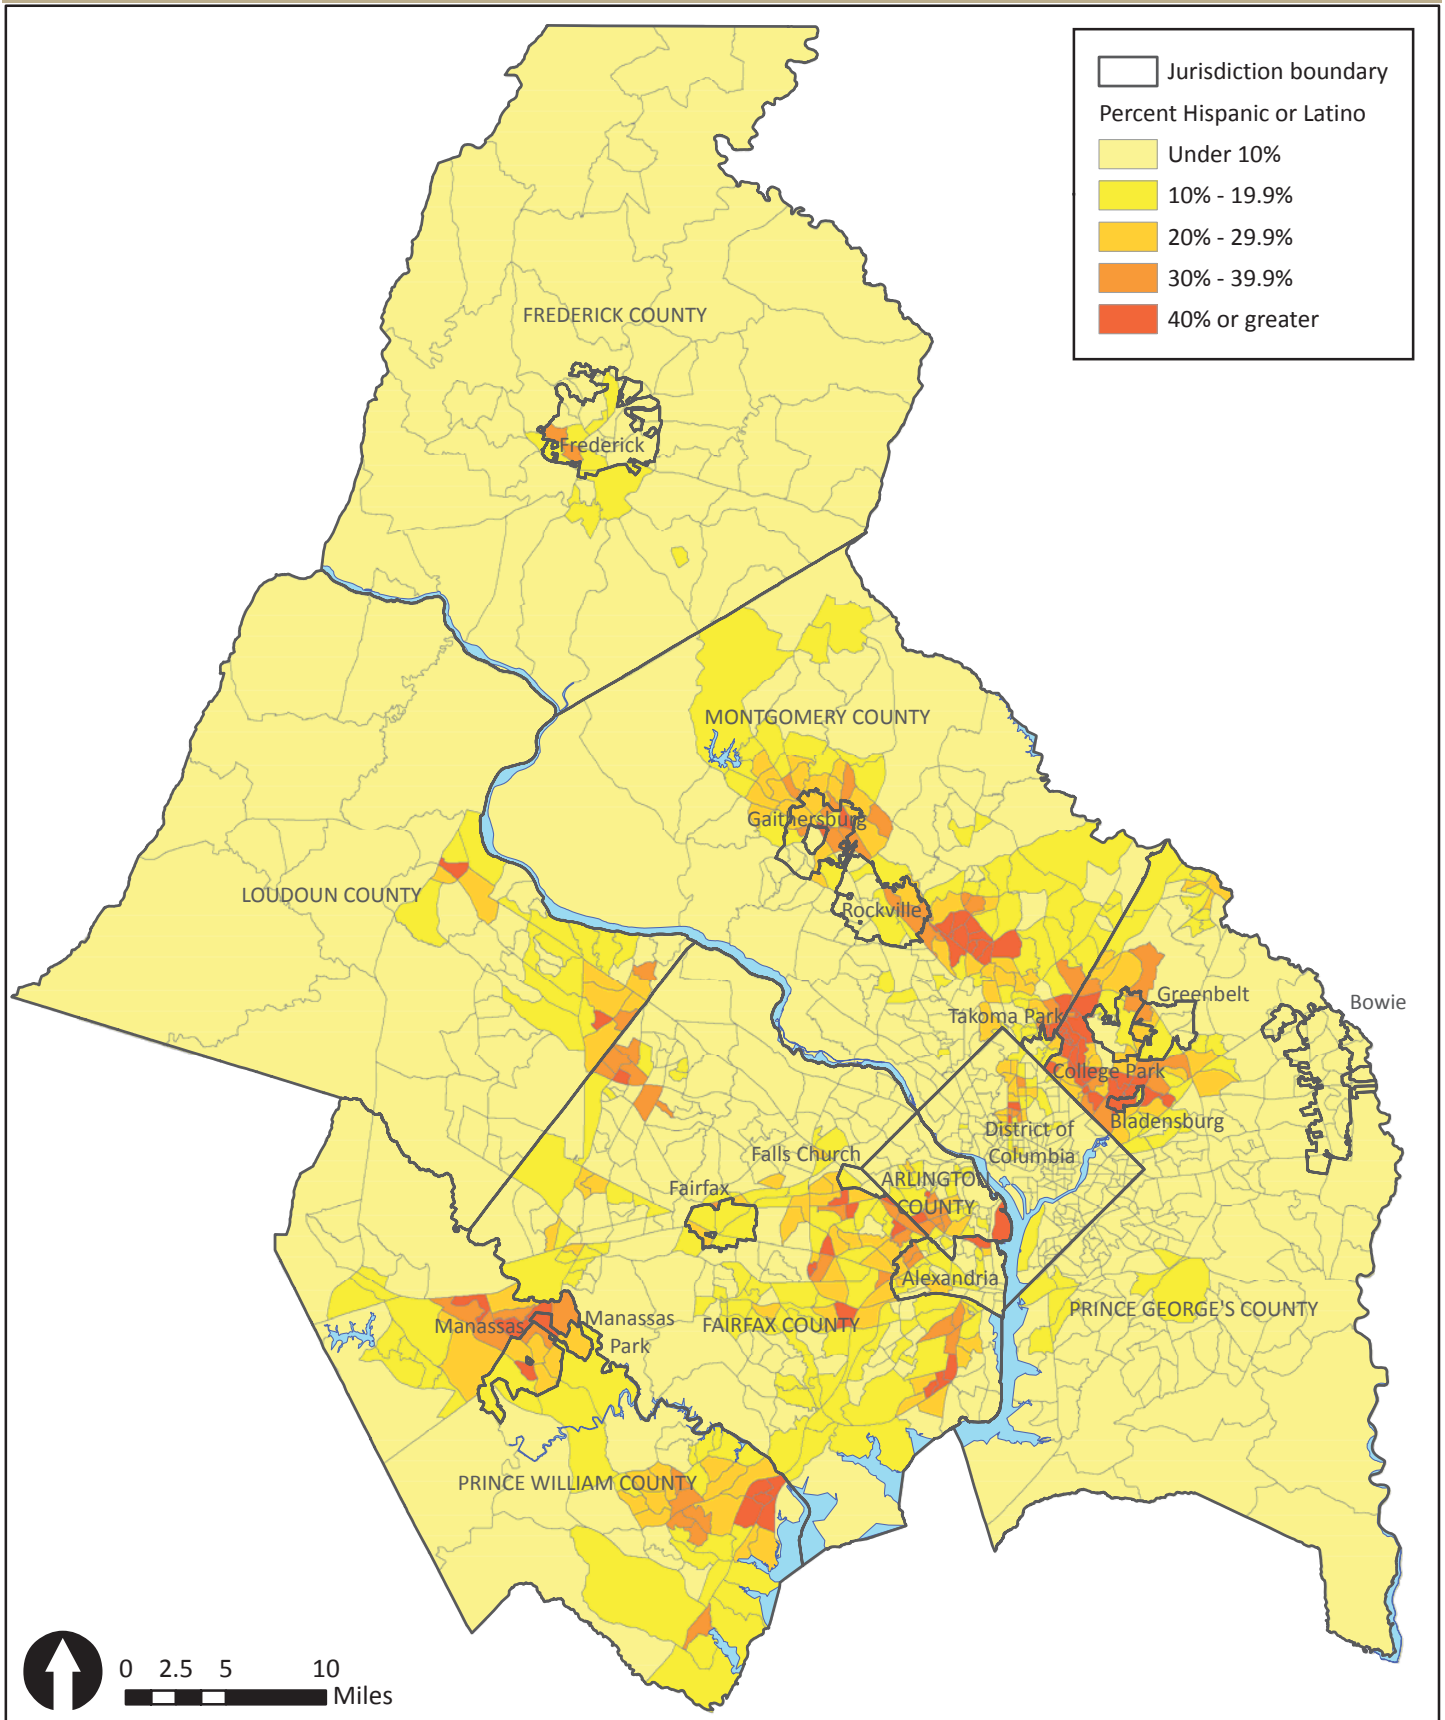 Jurisdiction boundary
Percent Hispanic or Latino
Under 10%
10% - 19.9%
20% - 29.9%
30% - 39.9%
40% or greater
FREDERICK COUNTY
Frederick
MONTGOMERY COUNTY
Gaithersburg
LOUDOUN COUNTY
Rockville
Greenbelt
Bowie
Takoma Park
College Park
Bladensburg
District of
Columbia
Falls Church
ARLINGTON
COUNTY
Fairfax
Alexandria
PRINCE GEORGE'S COUNTY
Manassas
Park
Manassas
FAIRFAX COUNTY
PRINCE WILLIAM COUNTY
0 2.5 5 10
Miles